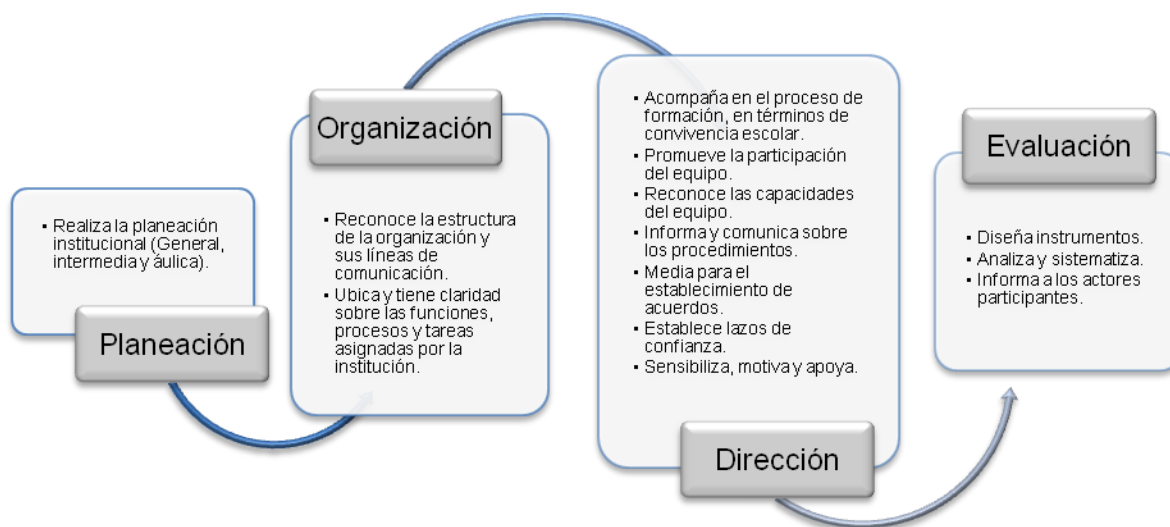 • Realiza la planeación
institucional (General,
intermedia y áulica).
Planeación
Organización
• Reconoce la estructura
de la organización y
sus líneas de
comunicación.
• Ubica y tiene claridad
sobre las funciones,
procesos y tareas
asignadas por la
institución.
• Acompaña en el proceso de
formación, en términos de
convivencia escolar.
• Promueve la participación
del equipo.
• Reconoce las capacidades
del equipo.
• Informa y comunica sobre
los procedimientos.
• Media para el
establecimiento de
acuerdos.
• Establece lazos de
confianza.
• Sensibiliza, motiva y apoya.
Dirección
Evaluación
• Diseña instrumentos.
• Analiza y sistematiza.
• Informa a los actores
participantes.